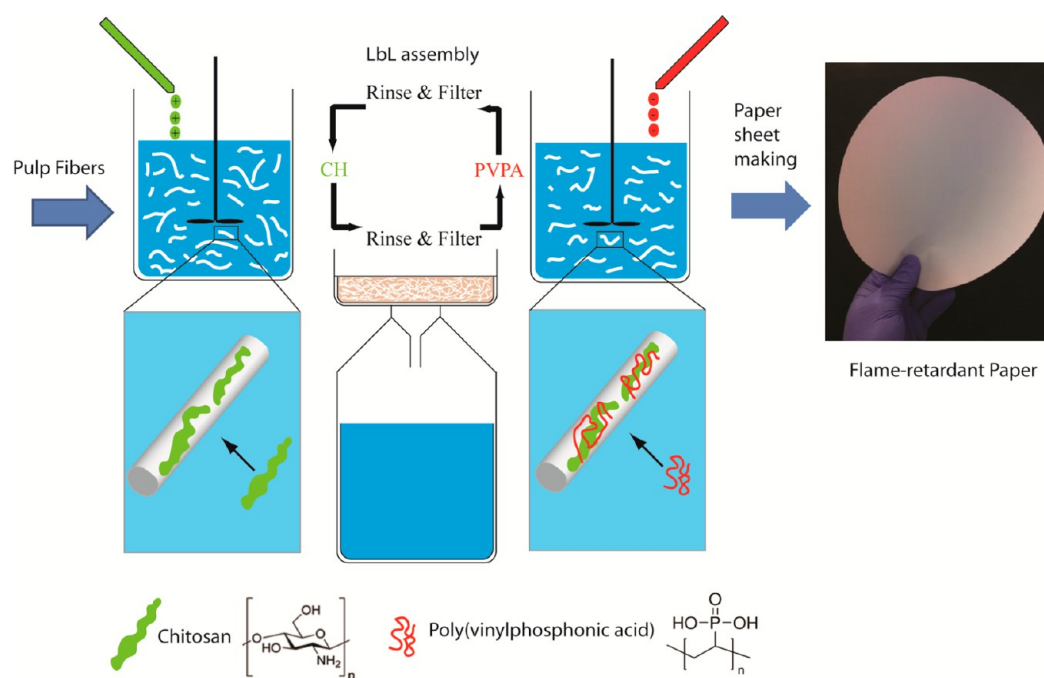 LbL assembly
Rinse & Filter
CH
PVPA
Rinse & Filter
Pulp Fibers
Paper
sheet
making
Flame-retardant Paper
Chitosan
OH
O
O
HO
NH2
n
Poly(vinylphosphonic acid)
O
HO
P
OH
n